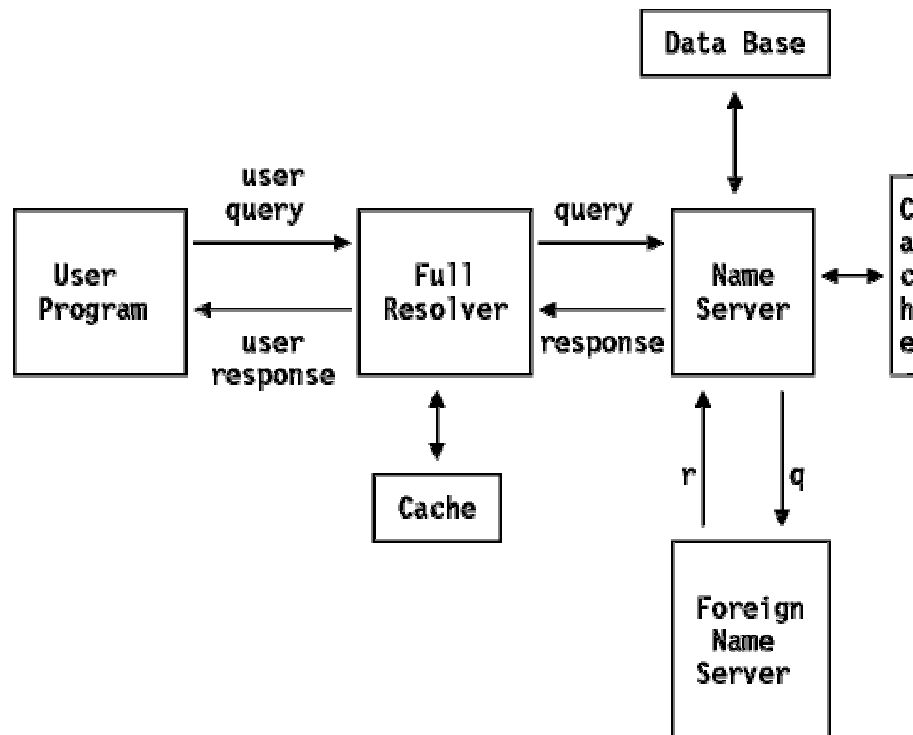 Data Base
user
query
query
User
Program
Full
Resolver
Name
Server
C
a
c
h
e
user
response
response
Cache
r
q
Foreign
Name
Server